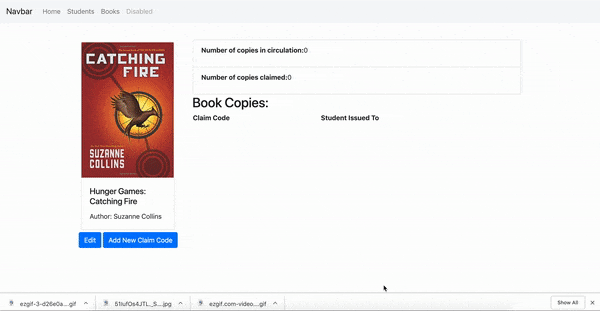 Navbar Home Students Books Disabled
CATCHING
FIRE
SUZANNE
COLLINS
Number of copies in circulation:0
Number of copies claimed:0
Book Copies:
Claim Code Student Issued To
Hunger Games:
Catching Fire
Author: Suzanne Collins
Edit Add New Claim Code
ezgif-3-d26e0a....gif 51IufOs4JTL._S....jpg ezgif.com-video....gif Show All